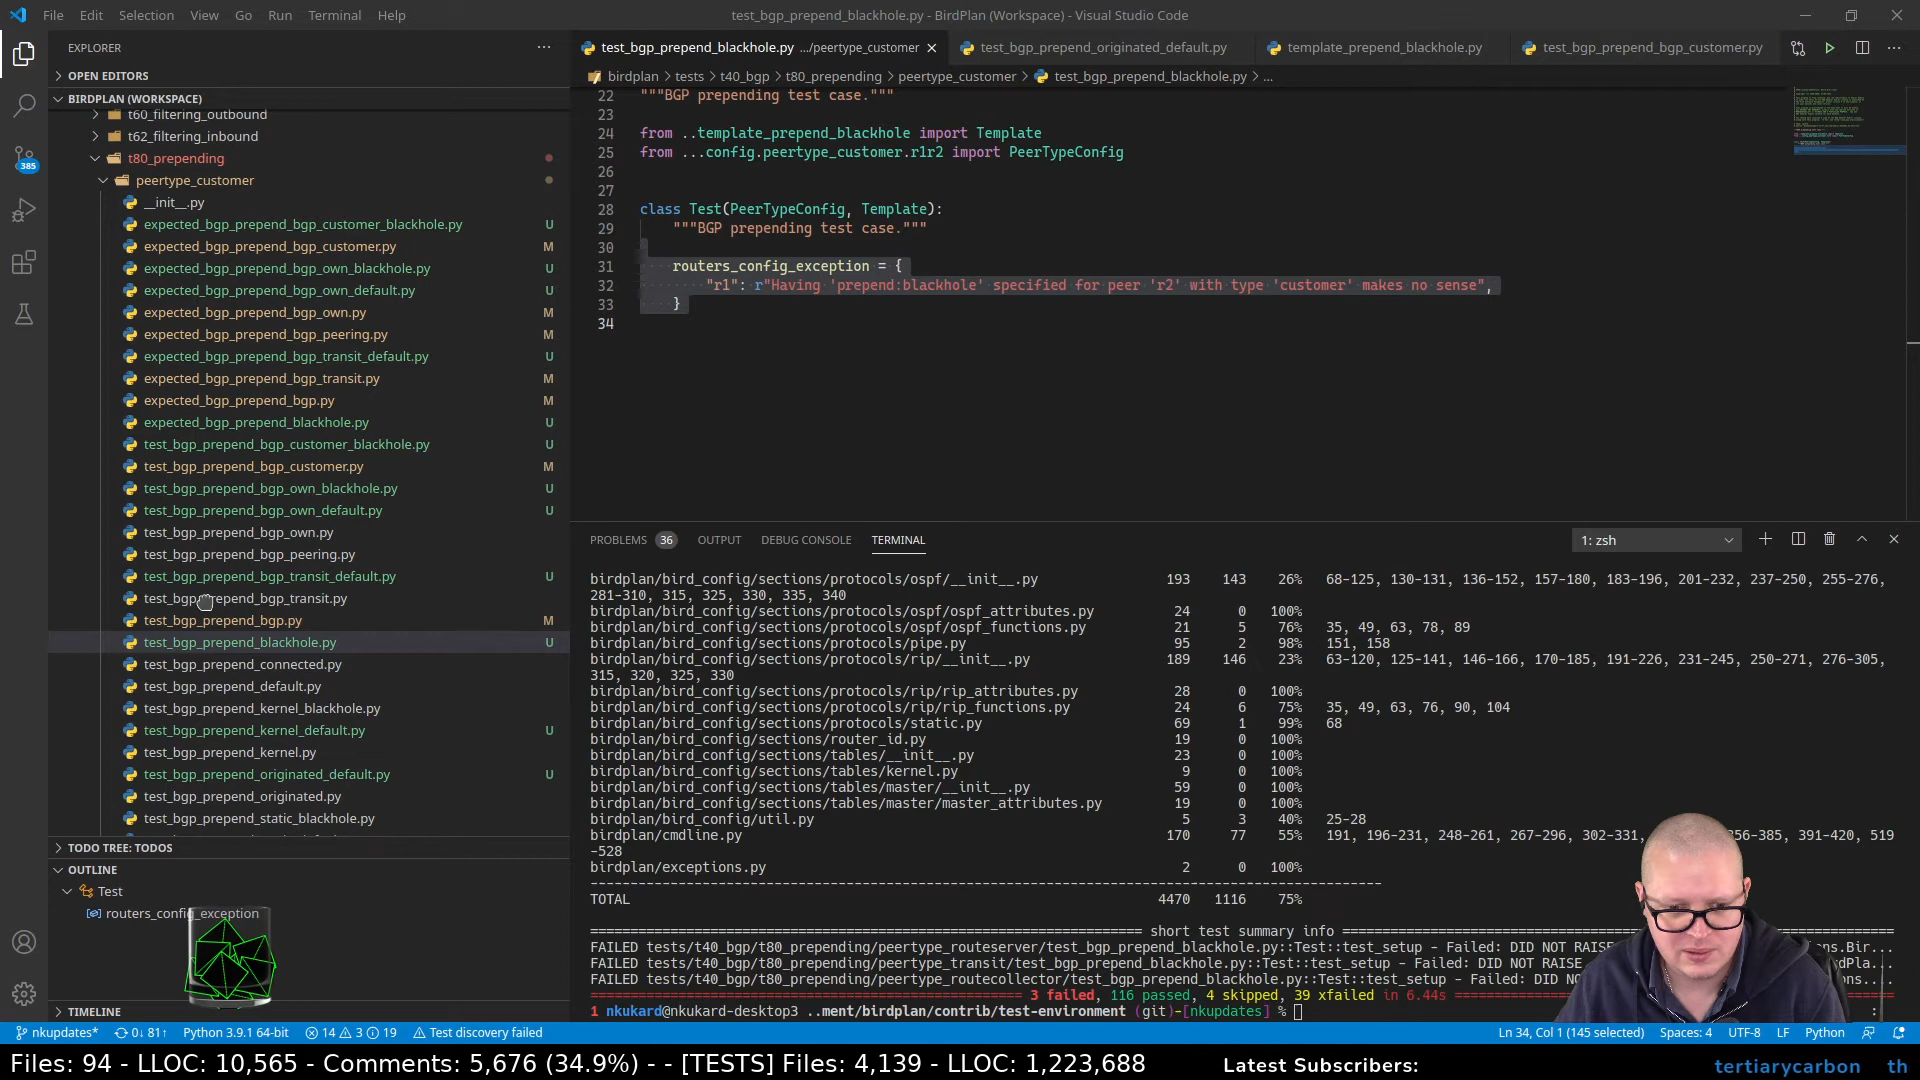 File Edit Selection View Go Run Terminal Help
test_bgp_prepend_blackhole.py - BirdPlan (Workspace) - Visual Studio Code
EXPLORER
OPEN EDITORS
BIRDPLAN (WORKSPACE)
t60_filtering_outbound
t62_filtering_inbound
t80_prepending
peertype_customer
__init__.py
expected_bgp_prepend_bgp_customer_blackhole.py U
expected_bgp_prepend_bgp_customer.py M
expected_bgp_prepend_bgp_own_blackhole.py U
expected_bgp_prepend_bgp_own_default.py U
expected_bgp_prepend_bgp_own.py M
expected_bgp_prepend_bgp_peering.py M
expected_bgp_prepend_bgp_transit_default.py U
expected_bgp_prepend_bgp_transit.py M
expected_bgp_prepend_bgp.py M
expected_bgp_prepend_blackhole.py U
test_bgp_prepend_bgp_customer_blackhole.py U
test_bgp_prepend_bgp_customer.py M
test_bgp_prepend_bgp_own_blackhole.py U
test_bgp_prepend_bgp_own_default.py U
test_bgp_prepend_bgp_own.py
test_bgp_prepend_bgp_peering.py
test_bgp_prepend_bgp_transit_default.py U
test_bgp_prepend_bgp_transit.py
test_bgp_prepend_bgp.py M
test_bgp_prepend_blackhole.py U
test_bgp_prepend_connected.py
test_bgp_prepend_default.py
test_bgp_prepend_kernel_blackhole.py
test_bgp_prepend_kernel_default.py U
test_bgp_prepend_kernel.py
test_bgp_prepend_originated_default.py U
test_bgp_prepend_originated.py
test_bgp_prepend_static_blackhole.py
TODO TREE: TODOS
OUTLINE
Test
routers_config_exception
TIMELINE
385
test_bgp_prepend_blackhole.py .../peertype_customer
test_bgp_prepend_originated_default.py
template_prepend_blackhole.py
test_bgp_prepend_bgp_customer.py
birdplan > tests > t40_bgp > t80_prepending > peertype_customer > test_bgp_prepend_blackhole.py > ...
22 """BGP prepending test case."""
23
24 from ..template_prepend_blackhole import Template
25 from ...config.peertype_customer.r1r2 import PeerTypeConfig
26
27
28 class Test(PeerTypeConfig, Template):
29 """BGP prepending test case."""
30
31 routers_config_exception = {
32 "r1": r"Having 'prepend:blackhole' specified for peer 'r2' with type 'customer' makes no sense",
33 }
34
PROBLEMS 36 OUTPUT DEBUG CONSOLE TERMINAL 1: zsh
birdplan/bird_config/sections/protocols/ospf/__init__.py 193 143 26% 68-125, 130-131, 136-152, 157-180, 183-196, 201-232, 237-250, 255-276,
281-310, 315, 325, 330, 335, 340
birdplan/bird_config/sections/protocols/ospf/ospf_attributes.py 24 0 100%
birdplan/bird_config/sections/protocols/ospf/ospf_functions.py 21 5 76% 35, 49, 63, 78, 89
birdplan/bird_config/sections/protocols/pipe.py 95 2 98% 151, 158
birdplan/bird_config/sections/protocols/rip/__init__.py 189 146 23% 63-120, 125-141, 146-166, 170-185, 191-226, 231-245, 250-271, 276-305,
315, 320, 325, 330
birdplan/bird_config/sections/protocols/rip/rip_attributes.py 28 0 100%
birdplan/bird_config/sections/protocols/rip/rip_functions.py 24 6 75% 35, 49, 63, 76, 90, 104
birdplan/bird_config/sections/protocols/static.py 69 1 99% 68
birdplan/bird_config/sections/router_id.py 19 0 100%
birdplan/bird_config/sections/tables/__init__.py 23 0 100%
birdplan/bird_config/sections/tables/kernel.py 9 0 100%
birdplan/bird_config/sections/tables/master/__init__.py 59 0 100%
birdplan/bird_config/sections/tables/master/master_attributes.py 19 0 100%
birdplan/bird_config/util.py 5 3 40% 25-28
birdplan/cmdline.py 170 77 55% 191, 196-231, 248-261, 267-296, 302-331, 356-385, 391-420, 519
-528
birdplan/exceptions.py 2 0 100%
TOTAL 4470 1116 75%
short test summary info
FAILED tests/t40_bgp/t80_prepending/peertype_routeserver/test_bgp_prepend_blackhole.py::Test::test_setup - Failed: DID NOT RAISE ions.Bir...
FAILED tests/t40_bgp/t80_prepending/peertype_transit/test_bgp_prepend_blackhole.py::Test::test_setup - Failed: DID NOT RAISE rdPla...
FAILED tests/t40_bgp/t80_prepending/peertype_routecollector/test_bgp_prepend_blackhole.py::Test::test_setup - Failed: DID NO ons....
3 failed, 116 passed, 4 skipped, 39 xfailed in 6.44s
1 nkukard@nkukard-desktop3 ..ment/birdplan/contrib/test-environment (git)-[nkupdates] %
nkupdates* 0↓ 81↑ Python 3.9.1 64-bit 14 3 19 Test discovery failed
Ln 34, Col 1 (145 selected) Spaces: 4 UTF-8 LF Python
Files: 94 - LLOC: 10,565 - Comments: 5,676 (34.9%) - - [TESTS] Files: 4,139 - LLOC: 1,223,688
Latest Subscribers:
tertiarycarbon th